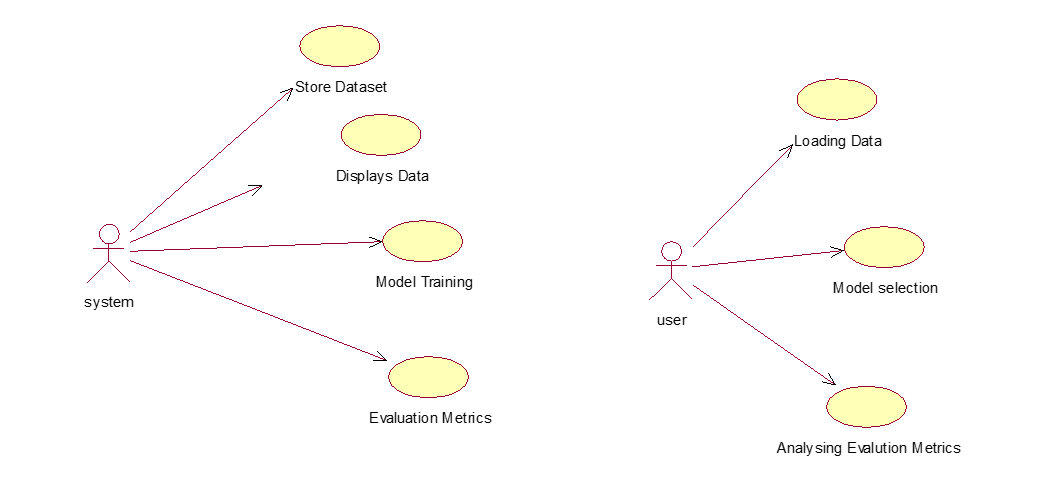 Store Dataset
Displays Data
Model Training
system
Evaluation Metrics
Loading Data
Model selection
user
Analysing Evalution Metrics